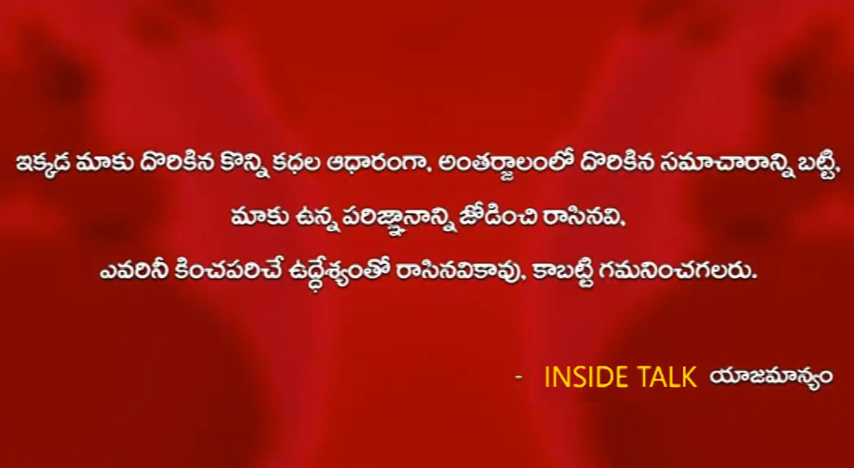 ఇక్కడ మాకు దొరికిన కొన్ని కధల ఆధారంగా, అంతర్జాలంలో దొరికిన సమాచారాన్ని బట్టి,
మాకు ఉన్న పరిజ్ఞానాన్ని జోడించి రాసినవి,
ఎవరినీ కించపరిచే ఉద్ధేశ్యంతో రాసినవికావు, కాబట్టి గమనించగలరు.
- INSIDE TALK యాజమాన్యం